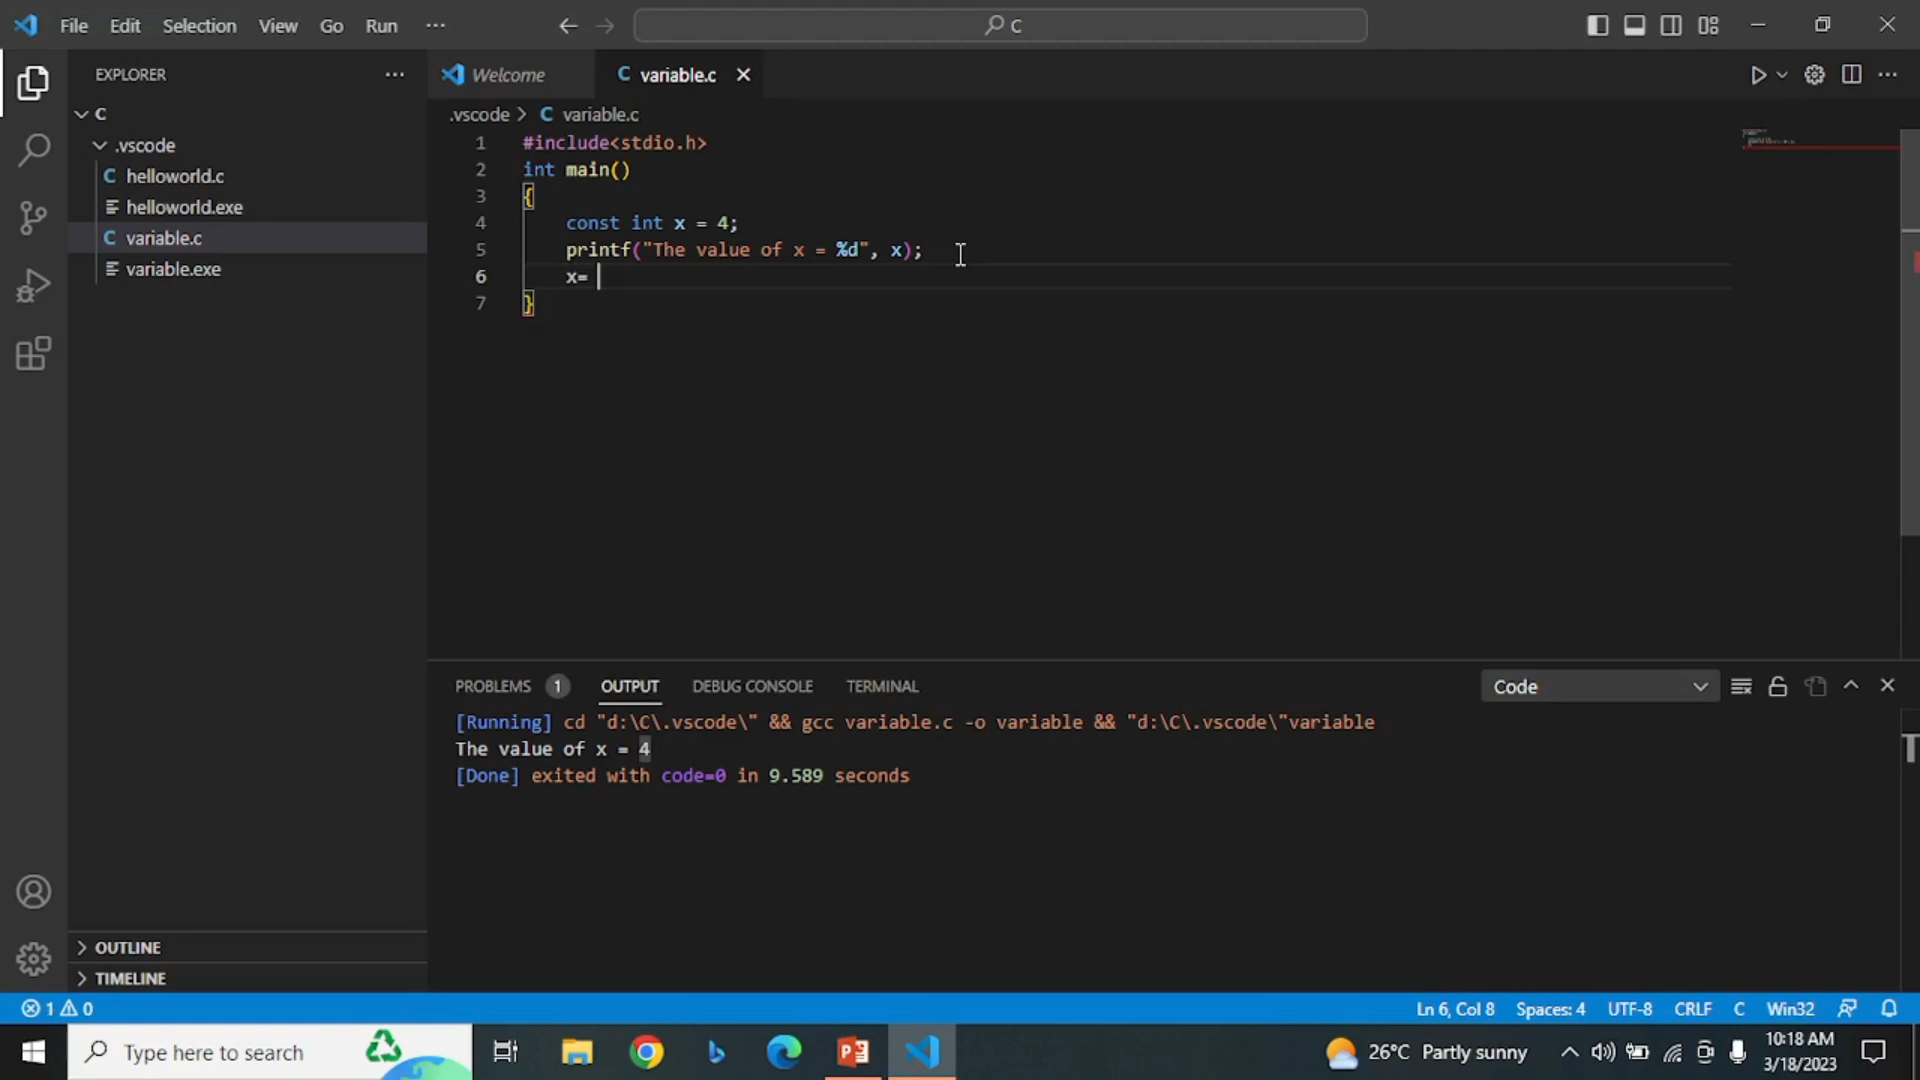 File Edit Selection View Go Run ···
C
EXPLORER ···
Welcome
C variable.c
.vscode > C variable.c
C
.vscode
C helloworld.c
helloworld.exe
C variable.c
variable.exe
1 #include<stdio.h>
2 int main()
3 {
4 const int x = 4;
5 printf("The value of x = %d", x);
6 x=
7 }
PROBLEMS 1 OUTPUT DEBUG CONSOLE TERMINAL
Code
[Running] cd "d:\C\.vscode\" && gcc variable.c -o variable && "d:\C\.vscode\"variable
The value of x = 4
[Done] exited with code=0 in 9.589 seconds
OUTLINE
TIMELINE
1 0
Ln 6, Col 8 Spaces: 4 UTF-8 CRLF C Win32
Type here to search
26°C Partly sunny
10:18 AM
3/18/2023